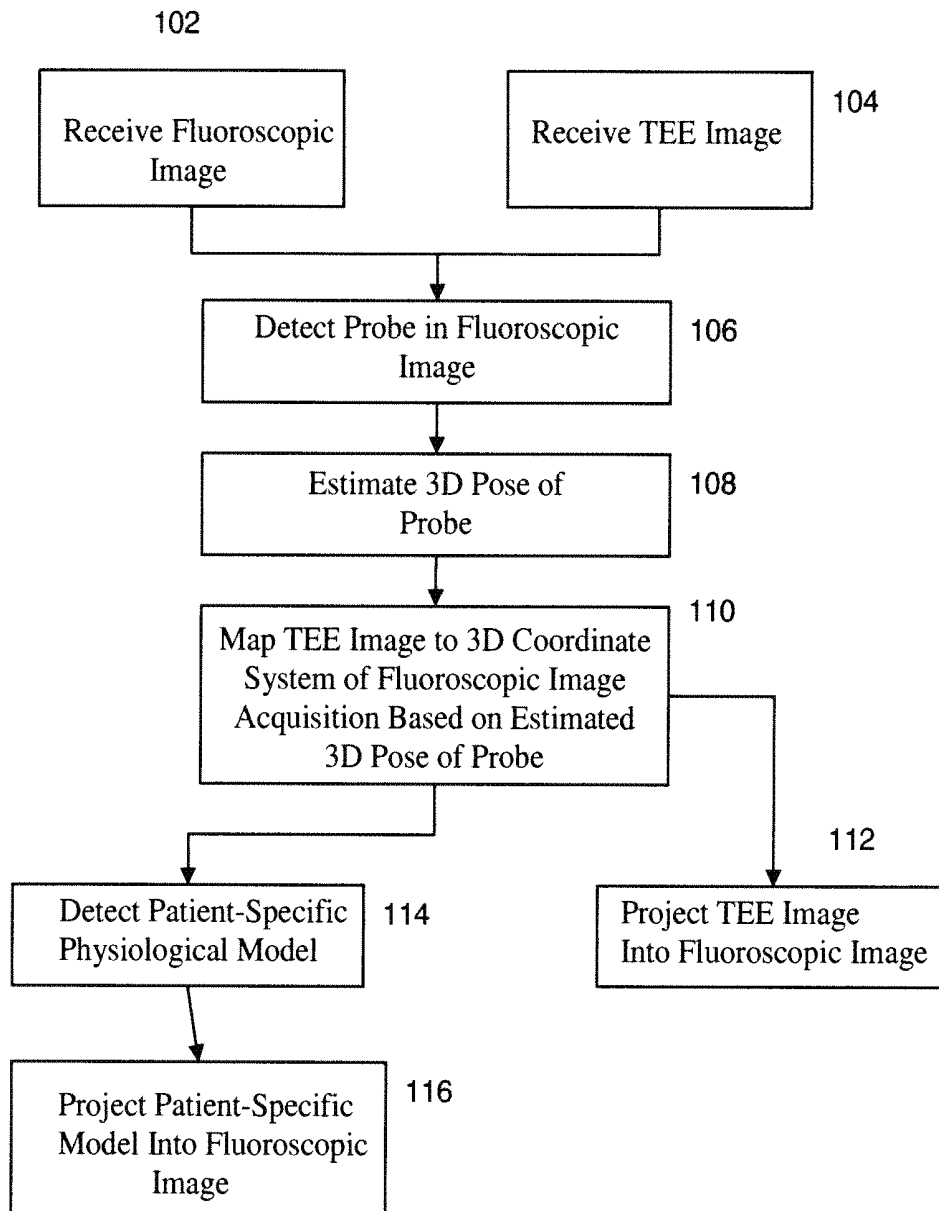 102
Receive Fluoroscopic
Image
Receive TEE Image
104
Detect Probe in Fluoroscopic
Image
106
Estimate 3D Pose of
Probe
108
Map TEE Image to 3D Coordinate
System of Fluoroscopic Image
Acquisition Based on Estimated
3D Pose of Probe
110
112
Detect Patient-Specific
Physiological Model
114
Project TEE Image
Into Fluoroscopic Image
Project Patient-Specific
Model Into Fluoroscopic
Image
116